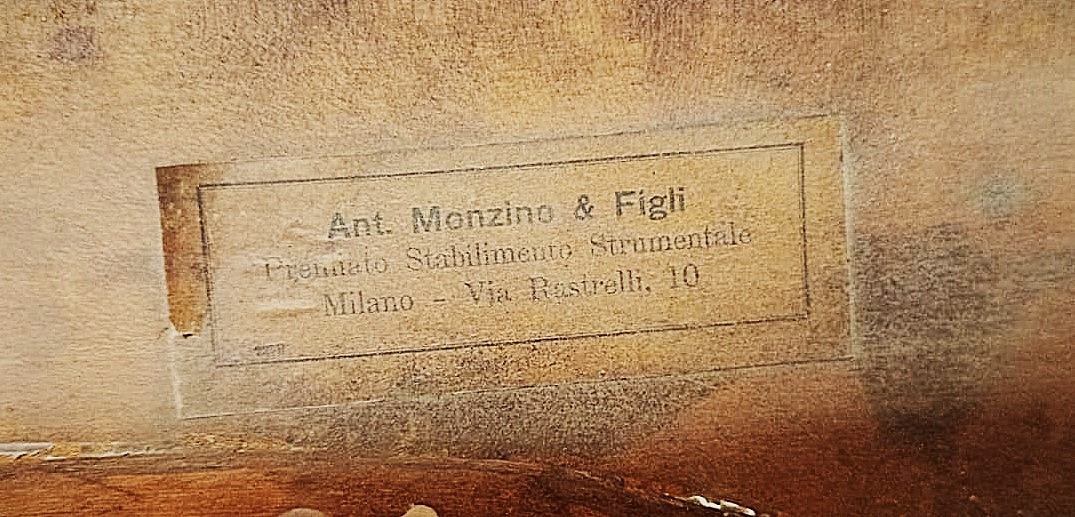 Ant. Monzino & Figli
Premiato Stabilimento Strumentale
Milano - Via Rastrelli, 10